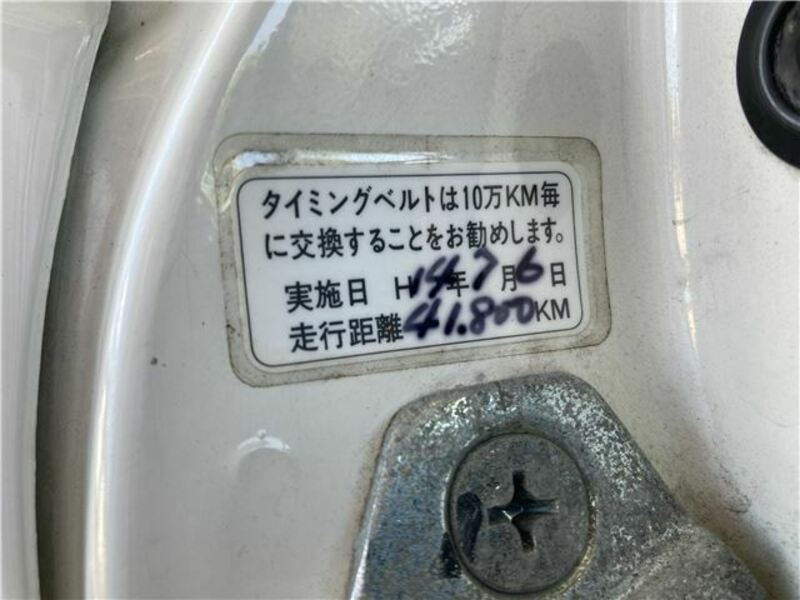 タイミングベルトは10万KM毎
に交換することをお勧めします。
実施日 H14年7月6日
走行距離41.800KM